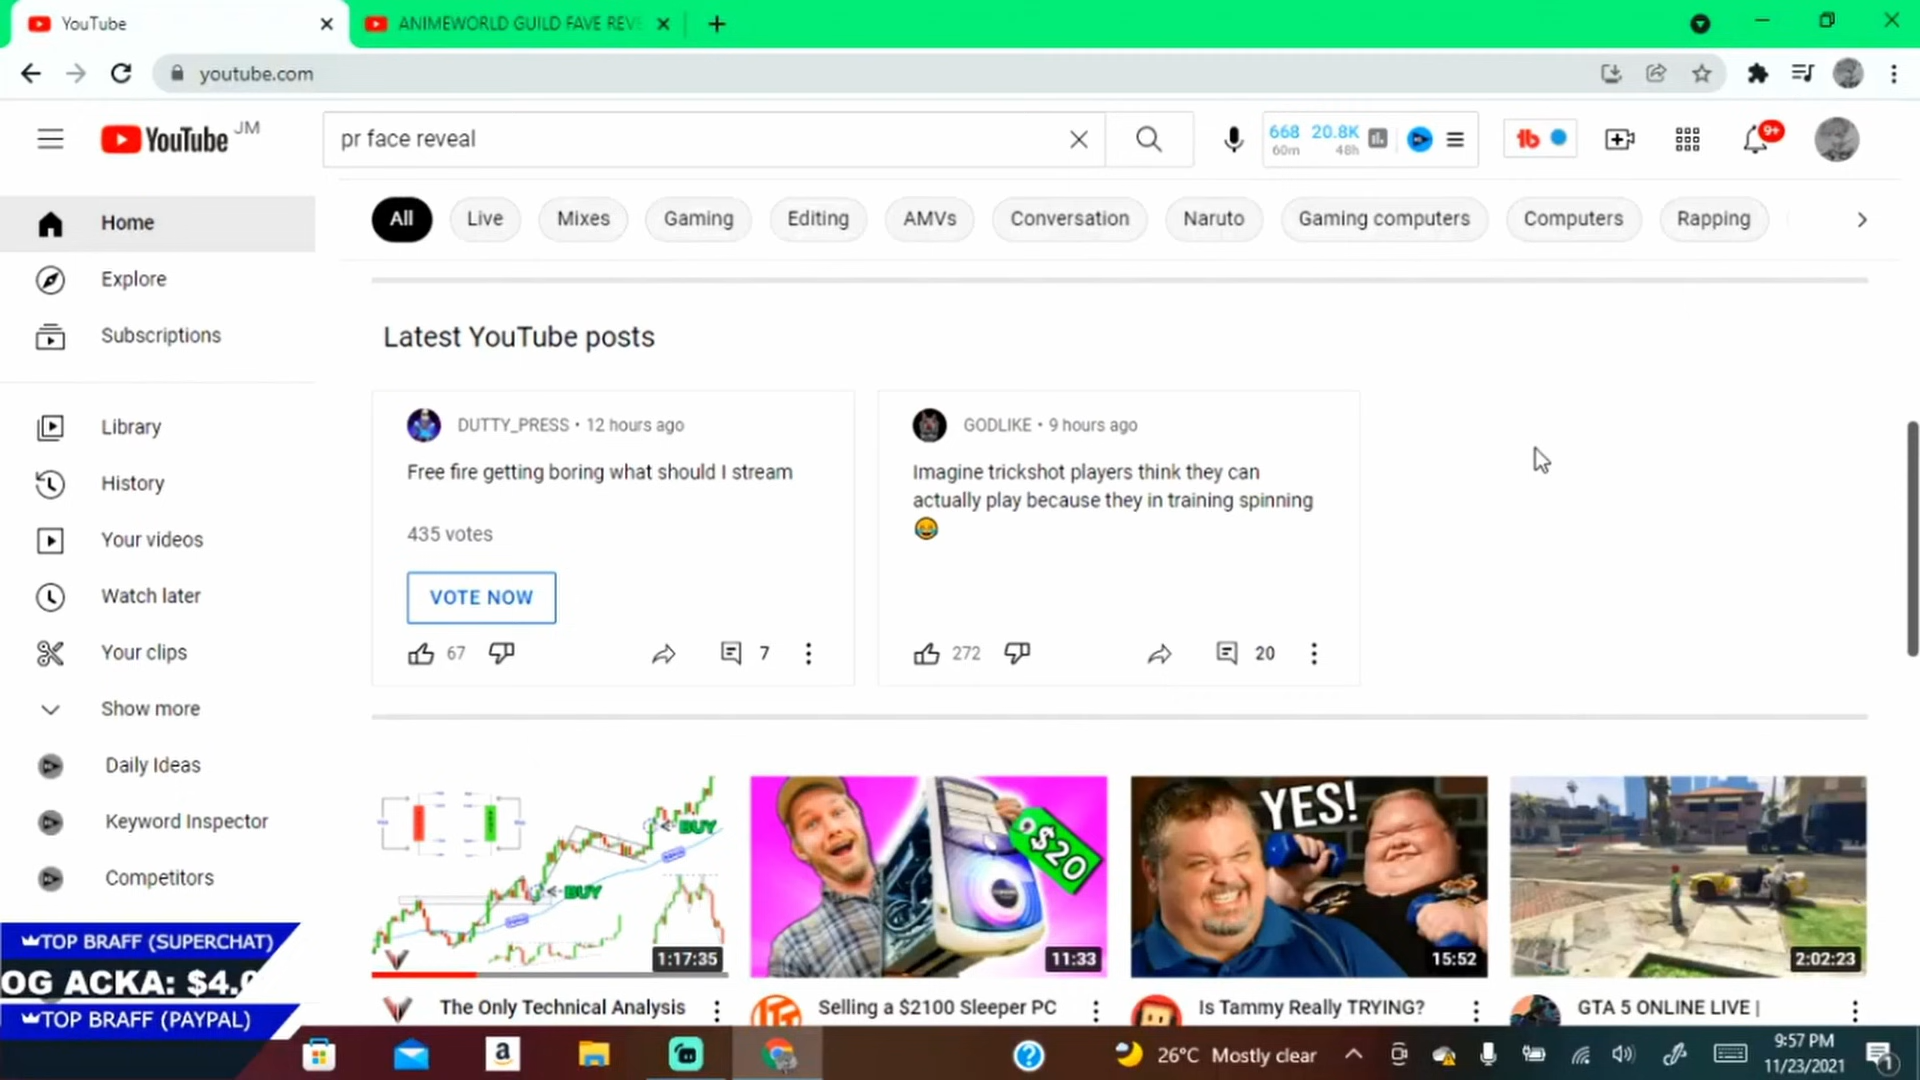 YouTube
ANIMEWORLD GUILD FAVE REVE
youtube.com
YouTube JM
pr face reveal
668 20.8K
60m 48h
9+
Home
Explore
Subscriptions
Library
History
Your videos
Watch later
Your clips
Show more
Daily Ideas
Keyword Inspector
Competitors
All Live Mixes Gaming Editing AMVs Conversation Naruto Gaming computers Computers Rapping
Latest YouTube posts
DUTTY_PRESS • 12 hours ago
Free fire getting boring what should I stream
435 votes
VOTE NOW
67 7
GODLIKE • 9 hours ago
Imagine trickshot players think they can
actually play because they in training spinning
😂
272 20
BUY
BUY
1:17:35
The Only Technical Analysis
$20
11:33
Selling a $2100 Sleeper PC
YES!
15:52
Is Tammy Really TRYING?
2:02:23
GTA 5 ONLINE LIVE |
TOP BRAFF (SUPERCHAT)
OG ACKA: $4.0
TOP BRAFF (PAYPAL)
26°C Mostly clear
9:57 PM
11/23/2021
1